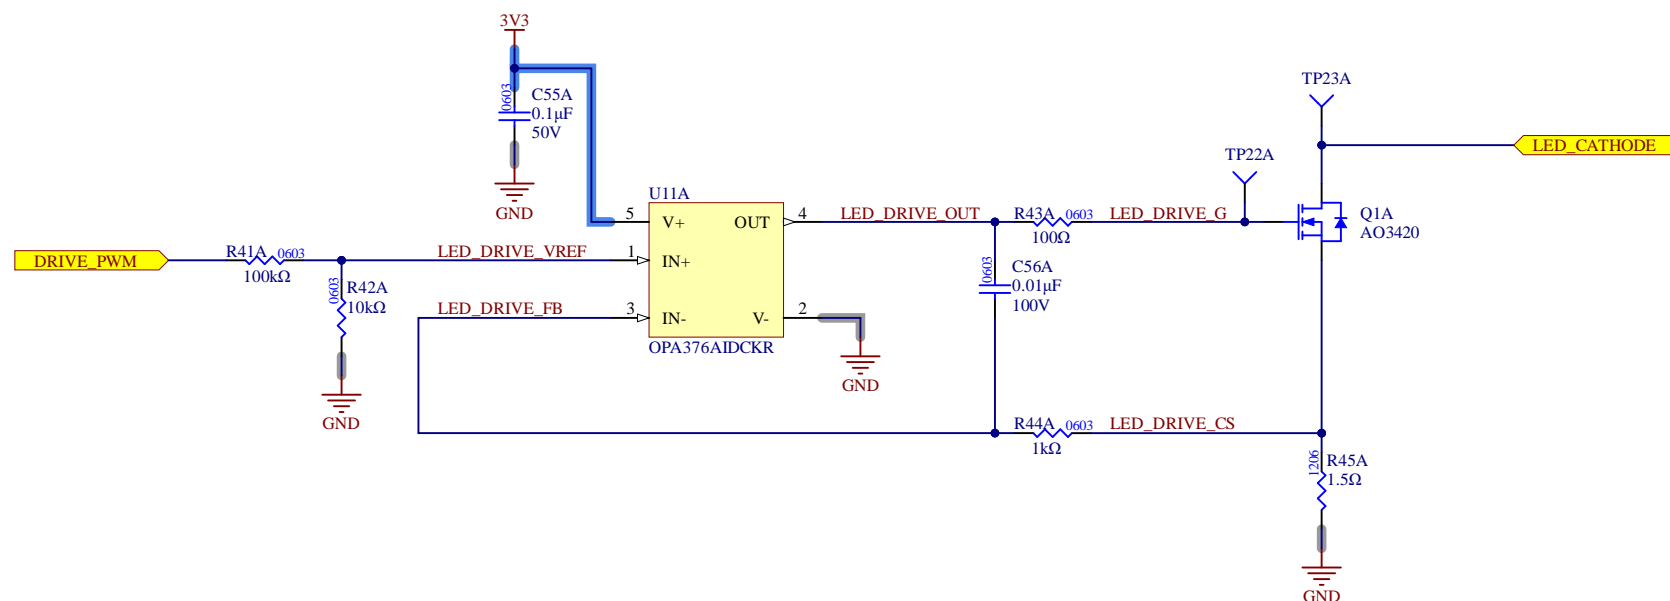 3V3
0603
C55A
0.1µF
50V
GND
TP23A
LED_CATHODE
TP22A
U11A
5
V+
OUT
4
LED_DRIVE_OUT
R43A
0603
100Ω
LED_DRIVE_G
Q1A
AO3420
DRIVE_PWM
R41A
0603
100kΩ
LED_DRIVE_VREF
1
IN+
0603
R42A
10kΩ
GND
0603
C56A
0.01µF
100V
LED_DRIVE_FB
3
IN-
V-
2
OPA376AIDCKR
GND
R44A
0603
1kΩ
LED_DRIVE_CS
1206
R45A
1.5Ω
GND